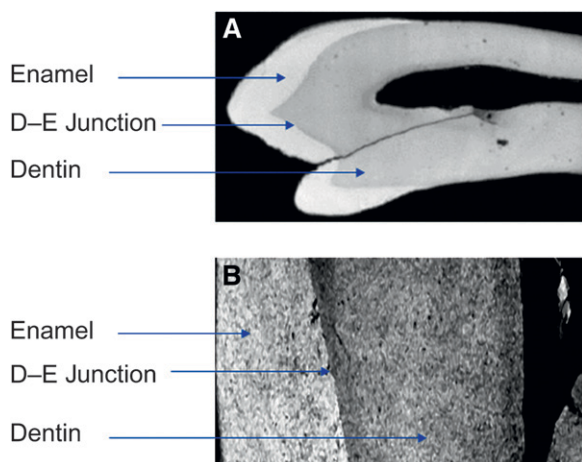 A
Enamel
D–E Junction
Dentin
B
Enamel
D–E Junction
Dentin